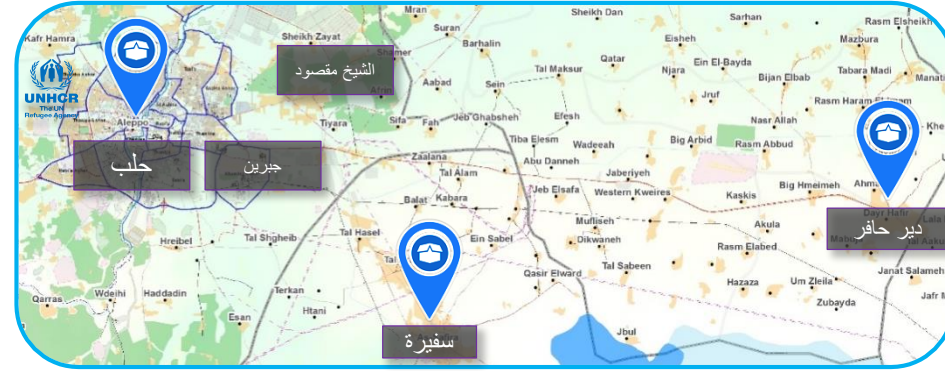 Mran
Sheikh Dan
Sarhan
Rasm Elsheikh
Kafr Hamra
Sheikh Zayat
Suran
Barhalin
Eisheh
Mazbura
Qatar
Ein El-Bayda
Tal Maksur
Njara
Bijan Elbab
Tabara Madi
الشيخ مقصود
Aabad
Sein
Jruf
UNHCR
The UN
Refugee Agency
Aleppo
Tiyara
Sifa
Fah
Jeb Ghabsheh
Efesh
Nasr Allah
Tiba Elesm
Wadeeah
Big Arbid
Rasm Abbud
حلب
جبرين
Zaalana
Abu Danneh
Tal Alam
Jaberiyeh
Jeb Elsafa
Western Kweires
Kaskis
Big Hmeimeh
Balat
Kabara
Mufliseh
Dayr Hafir
دير حافر
Akula
Hreibel
Tal Shgheib
Tal Hasel
Ein Sabel
Dikwaneh
Rasm Elabed
Qasir Elward
Tal Sabeen
Janat Salameh
Hazaza
Um Zleila
Zubayda
Qarras
Wdeihi
Haddadin
Terkan
Htani
Esan
سفيرة
Jbul